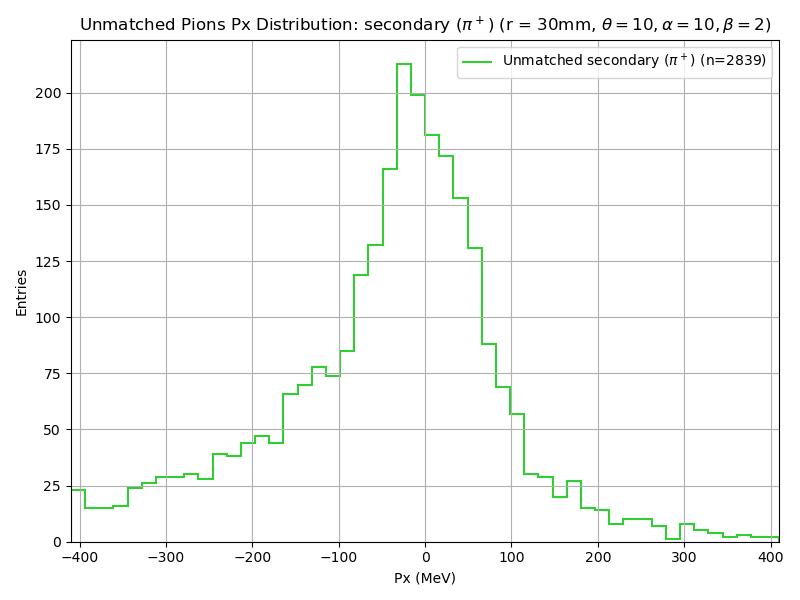 Unmatched Pions Px Distribution: secondary (π⁺) (r = 30mm, θ = 10, α = 10, β = 2)
Unmatched secondary (π⁺) (n=2839)
200
175
150
125
100
75
50
25
0
Entries
−400 −300 −200 −100 0 100 200 300 400
Px (MeV)